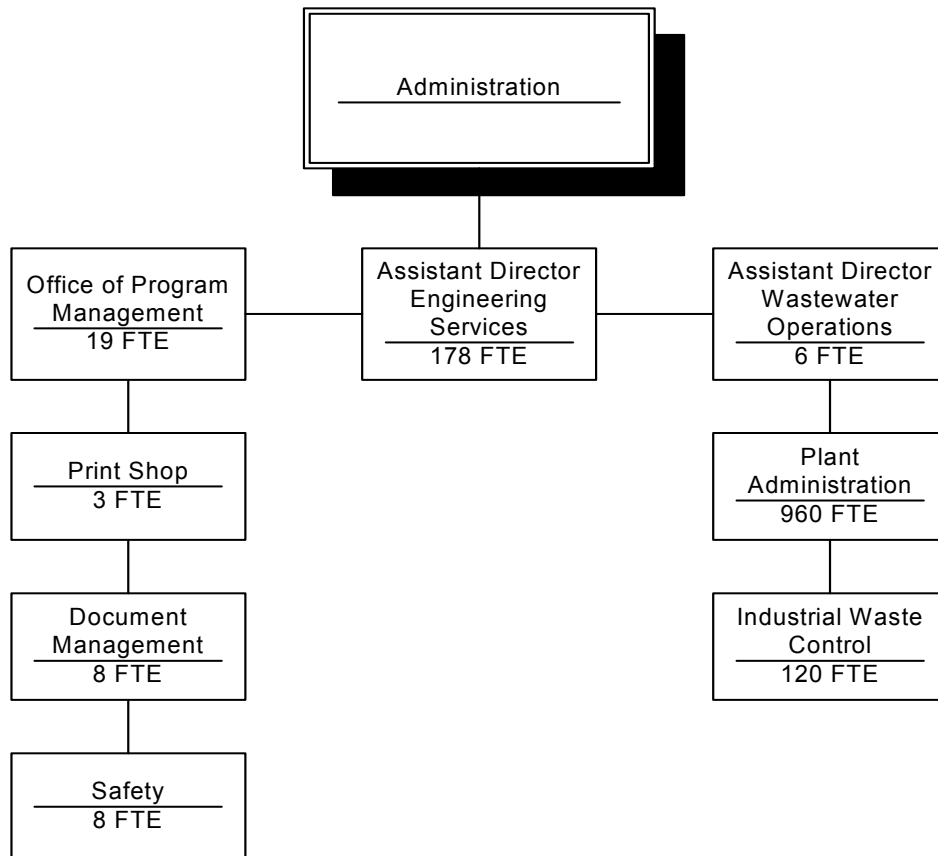 Administration
Office of Program
Management
19 FTE
Assistant Director
Engineering
Services
178 FTE
Assistant Director
Wastewater
Operations
6 FTE
Print Shop
3 FTE
Plant
Administration
960 FTE
Document
Management
8 FTE
Industrial Waste
Control
120 FTE
Safety
8 FTE